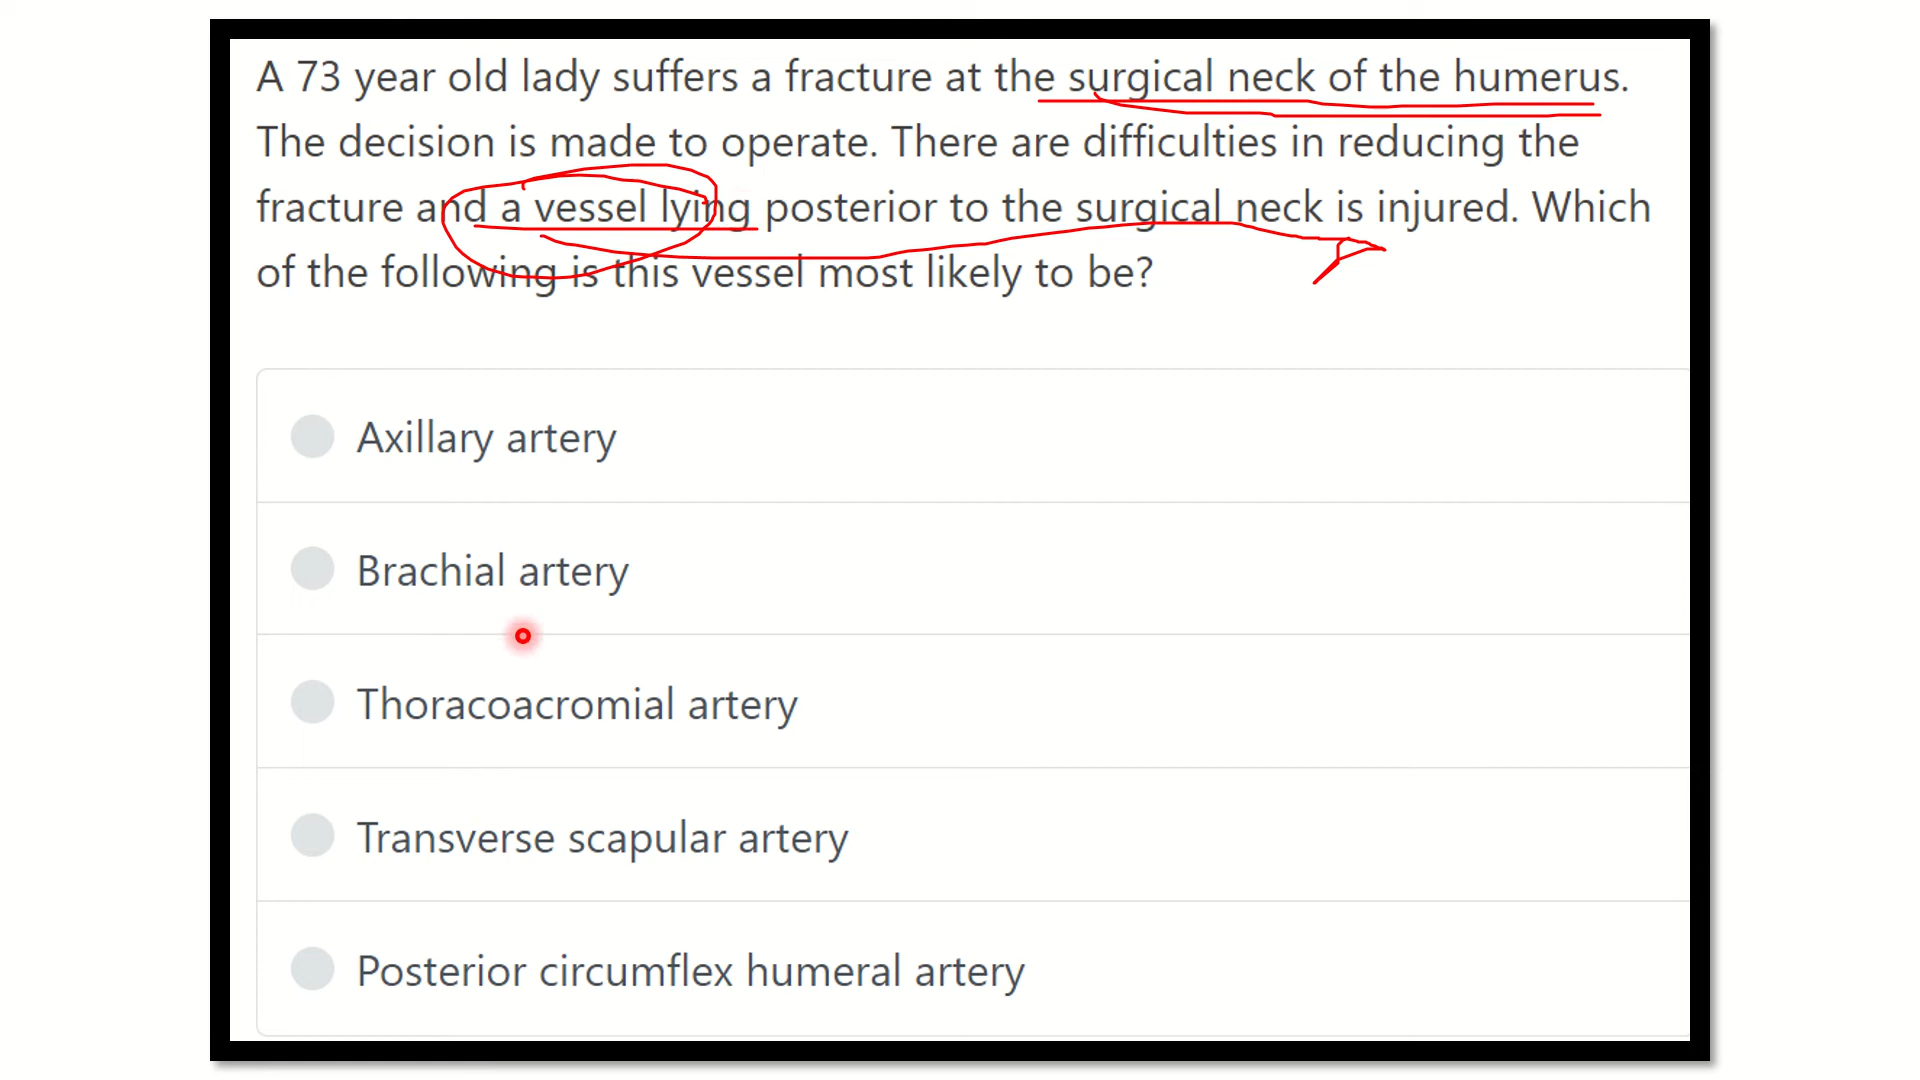 A 73 year old lady suffers a fracture at the surgical neck of the humerus.
The decision is made to operate. There are difficulties in reducing the
fracture and a vessel lying posterior to the surgical neck is injured. Which
of the following is this vessel most likely to be?
Axillary artery
Brachial artery
Thoracoacromial artery
Transverse scapular artery
Posterior circumflex humeral artery